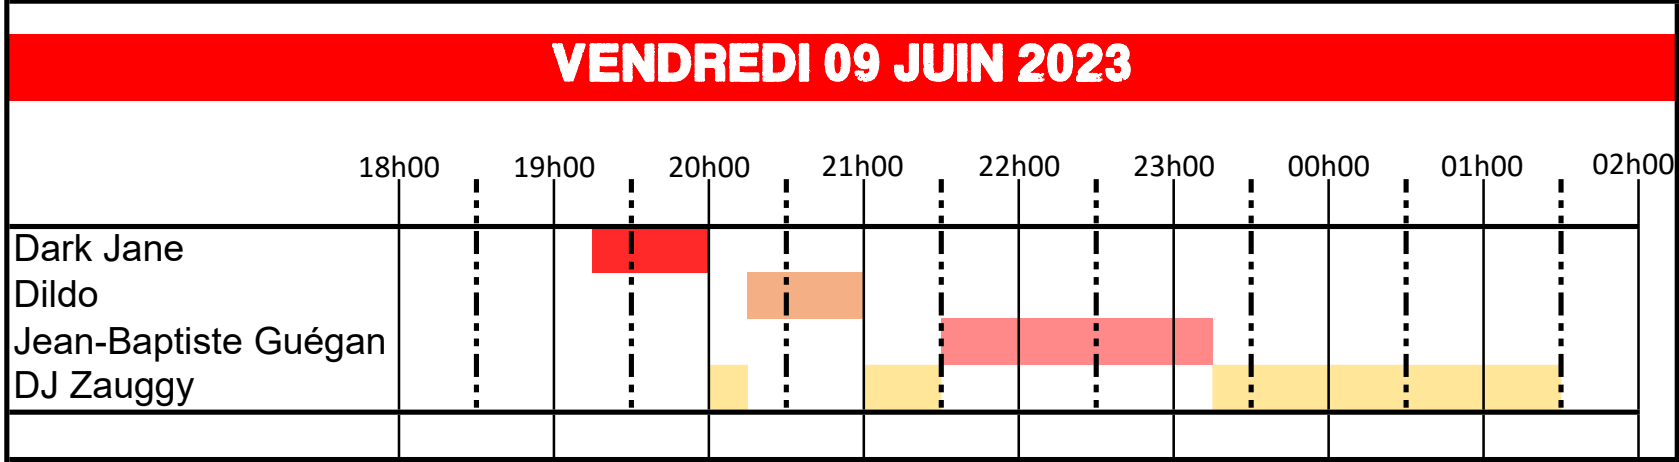 VENDREDI 09 JUIN 2023
18h00 19h00 20h00 21h00 22h00 23h00 00h00 01h00 02h00
Dark Jane
Dildo
Jean-Baptiste Guégan
DJ Zauggy